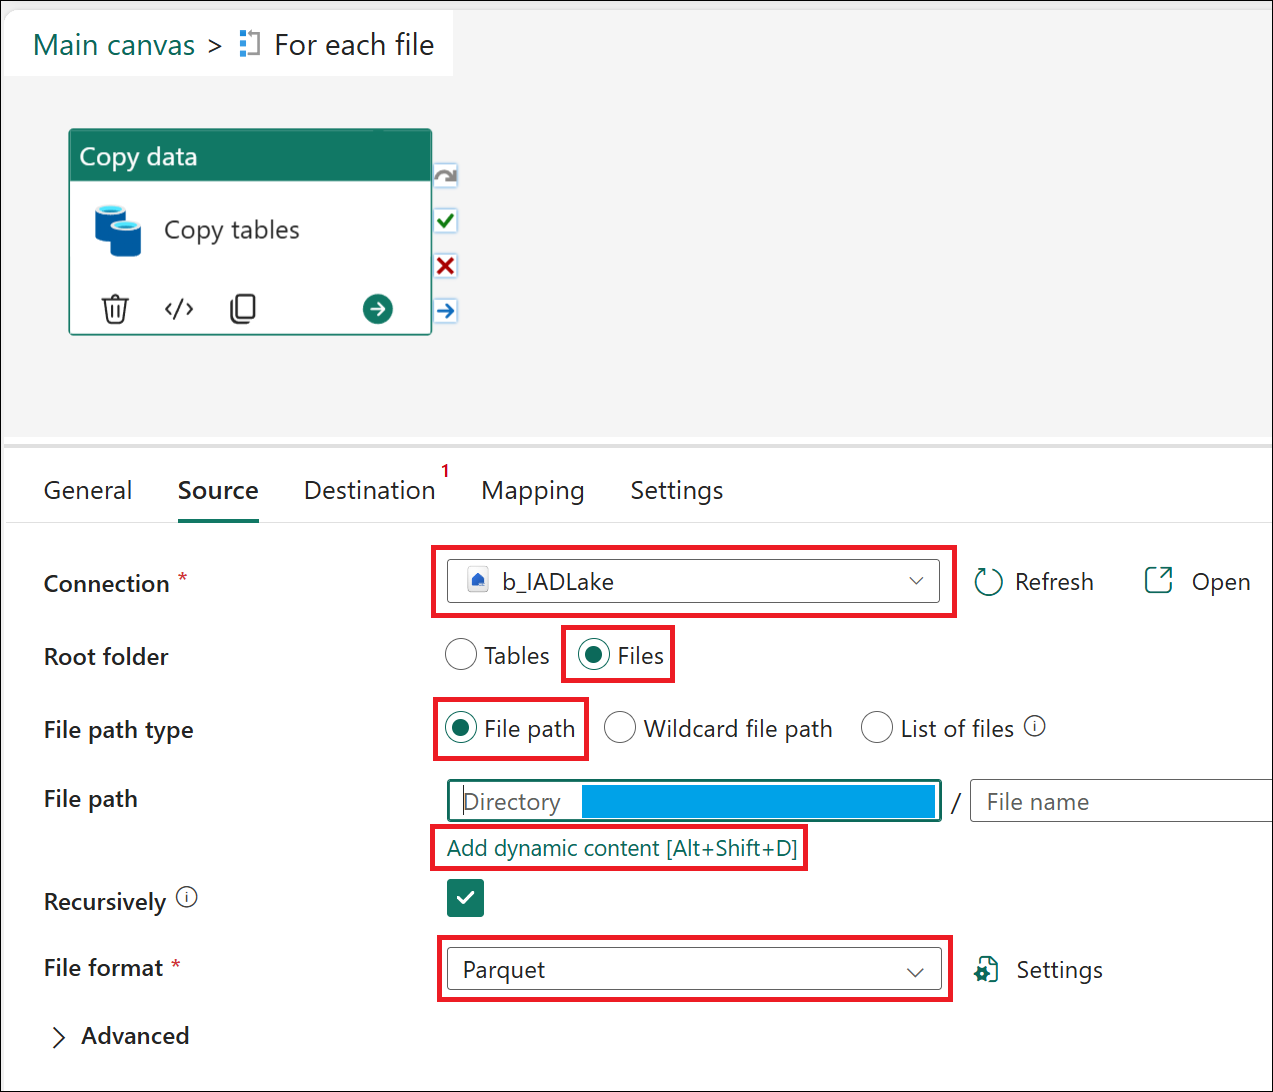 Main canvas > For each file
Copy data
Copy tables
</>
General Source Destination 1 Mapping Settings
Connection * b_IADLake Refresh Open
Root folder Tables Files
File path type File path Wildcard file path List of files
File path Directory / File name
Add dynamic content [Alt+Shift+D]
Recursively
File format * Parquet Settings
Advanced